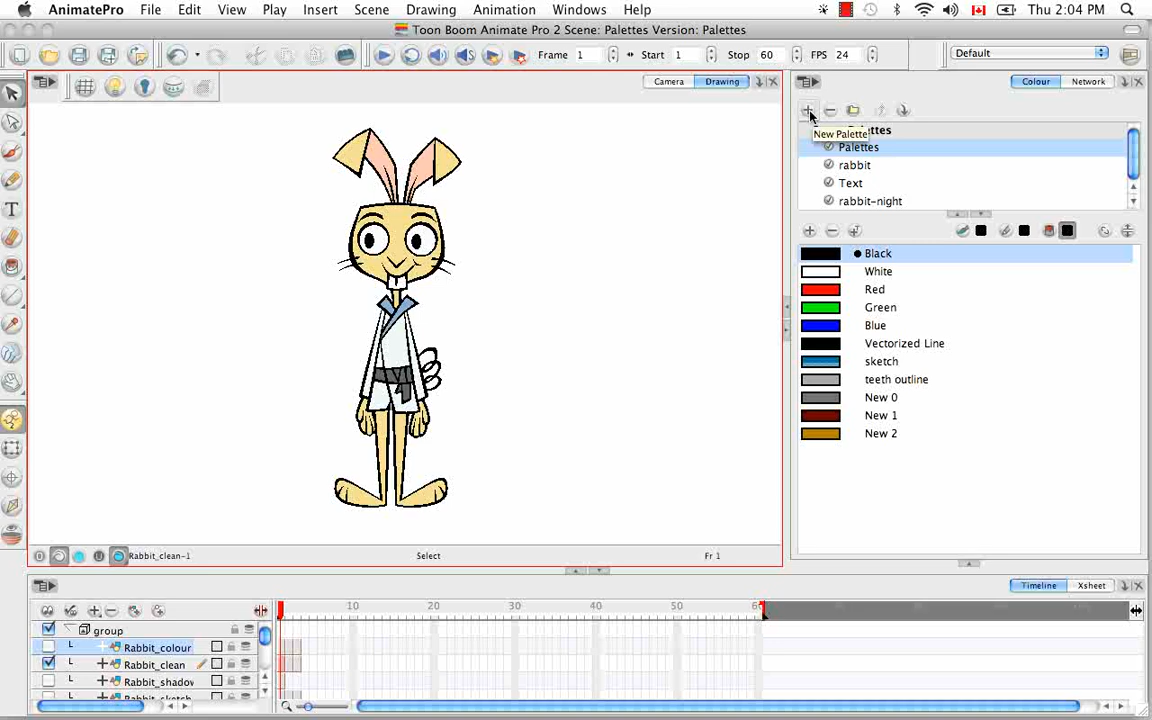 AnimatePro File Edit View Play Insert Scene Drawing Animation Windows Help Thu 2:04 PM
Toon Boom Animate Pro 2 Scene: Palettes Version: Palettes
Frame 1 Start 1 Stop 60 FPS 24 Default
Camera Drawing Colour Network
New Palette
Palettes
rabbit
Text
rabbit-night
Black
White
Red
Green
Blue
Vectorized Line
sketch
teeth outline
New 0
New 1
New 2
Rabbit_clean-1 Select Fr 1
Timeline Xsheet
10 20 30 40 50
group
Rabbit_colour
Rabbit_clean
Rabbit_shadow